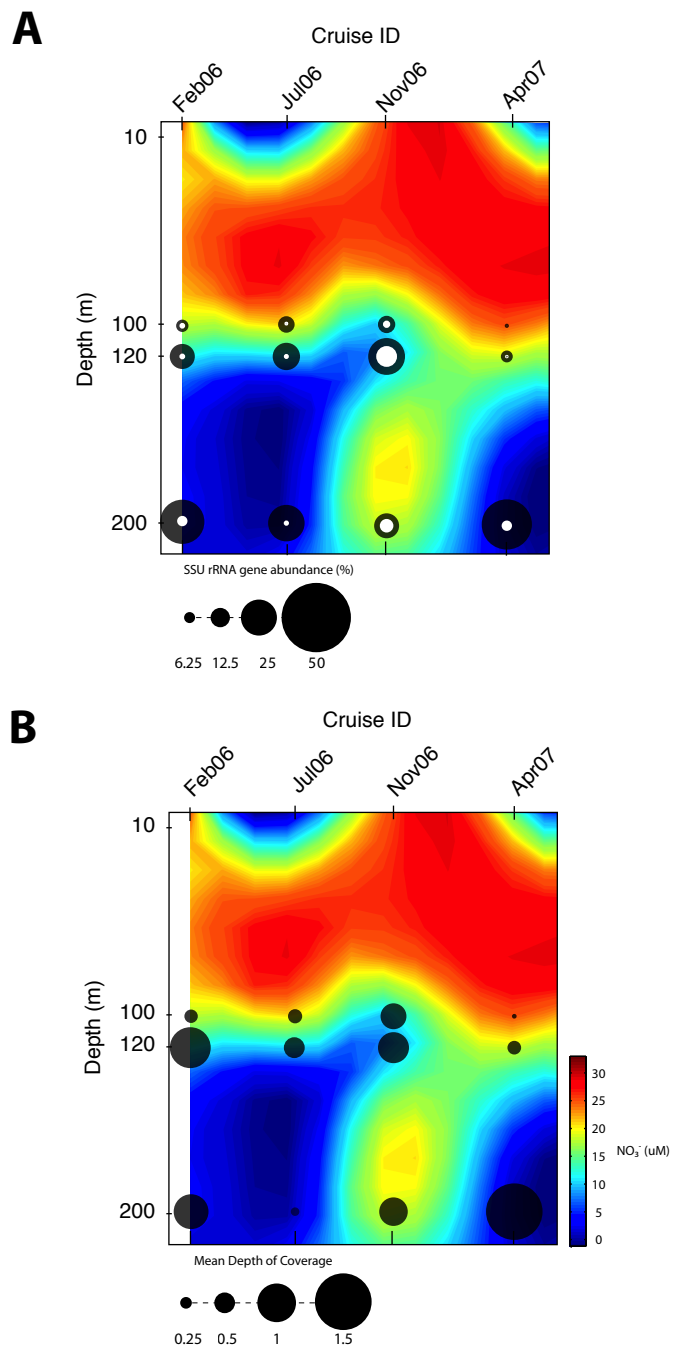 A
Cruise ID
Feb06 Jul06 Nov06 Apr07
10
Depth (m)
100
120
200
SSU rRNA gene abundance (%)
6.25 12.5 25 50
B
Cruise ID
Feb06 Jul06 Nov06 Apr07
10
Depth (m)
100
120
200
30
25
20
15
10
5
0
NO₃⁻ (uM)
Mean Depth of Coverage
0.25 0.5 1 1.5